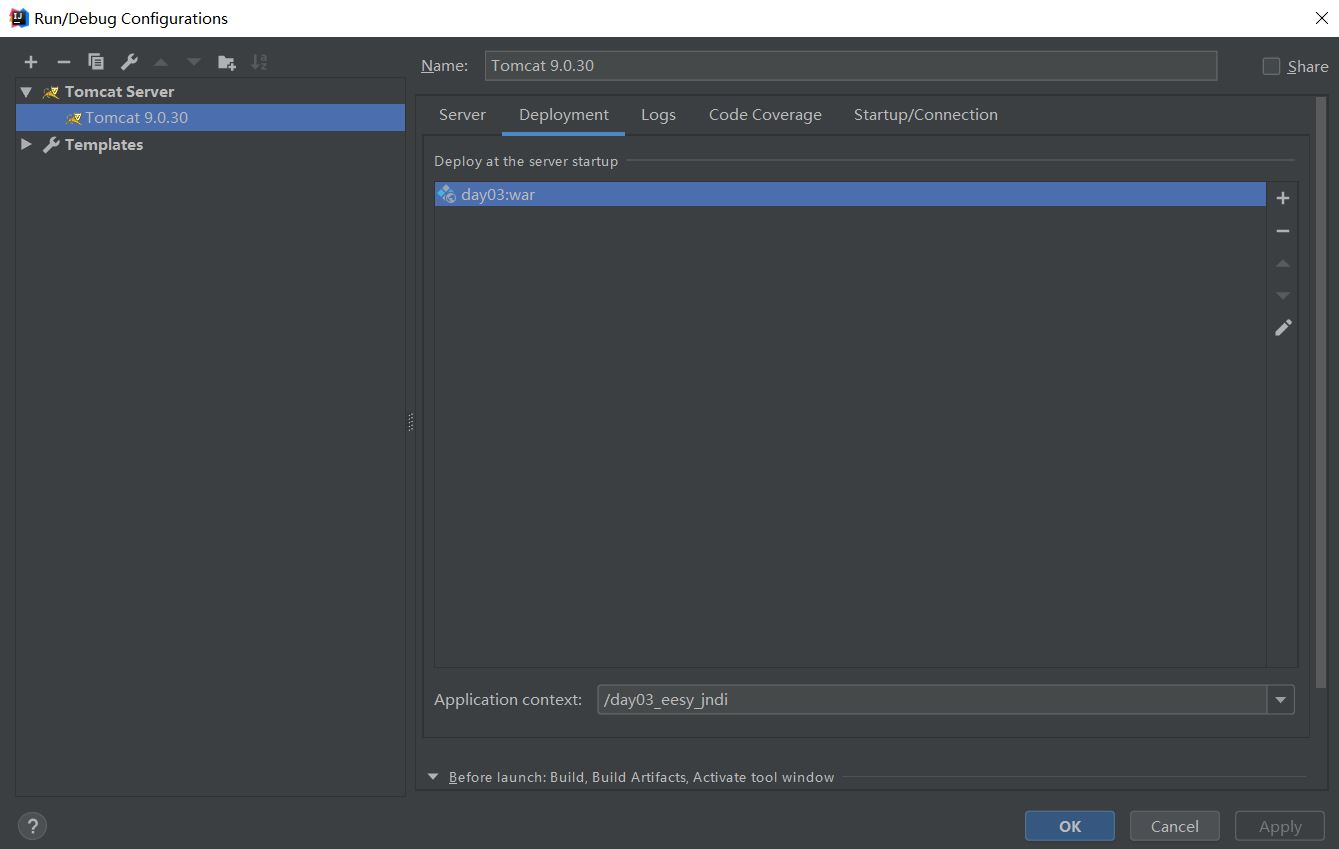 Run/Debug Configurations
Name: Tomcat 9.0.30 Share
Tomcat Server
Tomcat 9.0.30
Templates
Server Deployment Logs Code Coverage Startup/Connection
Deploy at the server startup
day03:war
Application context: /day03_eesy_jndi
Before launch: Build, Build Artifacts, Activate tool window
? OK Cancel Apply